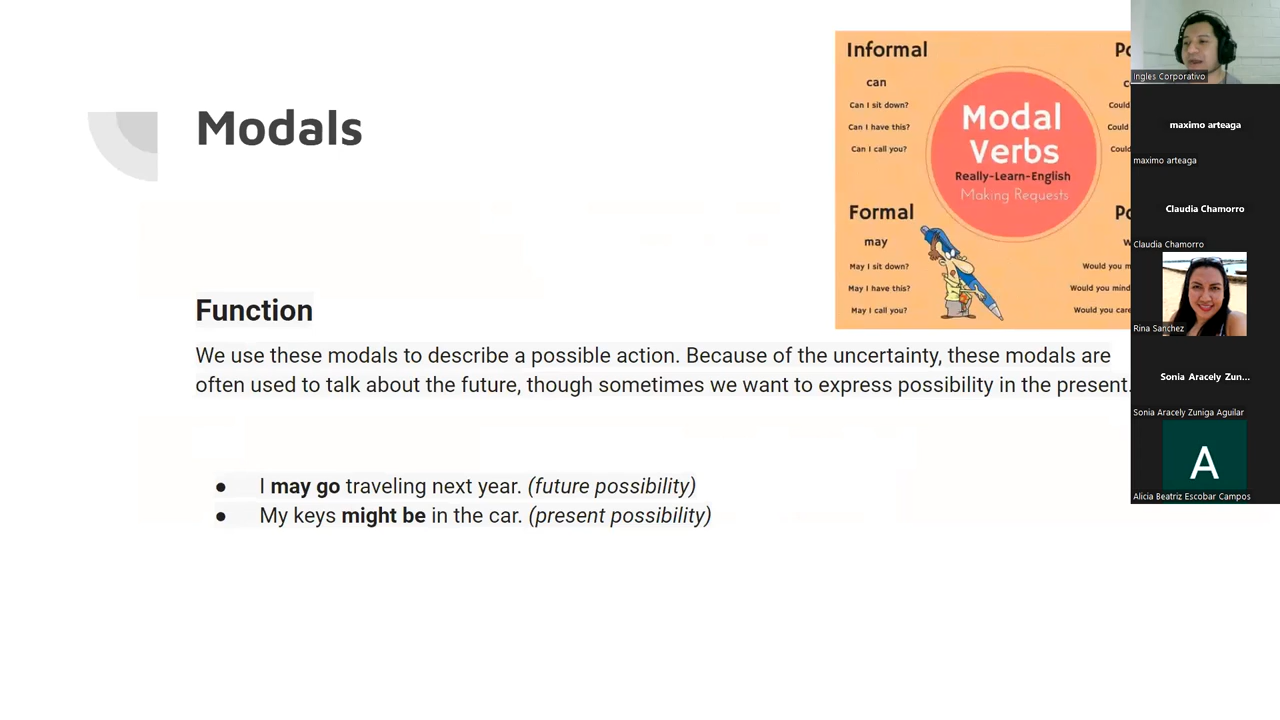 Modals
Informal
can
Can I sit down?
Can I have this?
Can I call you?
Formal
may
May I sit down?
May I have this?
May I call you?
Modal
Verbs
Really-Learn-English
Making Requests
Could
Could
Could
Would you
Would you mind
Would you care
Function
We use these modals to describe a possible action. Because of the uncertainty, these modals are
often used to talk about the future, though sometimes we want to express possibility in the present.
● I may go traveling next year. (future possibility)
● My keys might be in the car. (present possibility)
Ingles Corporativo
maximo arteaga
maximo arteaga
Claudia Chamorro
Claudia Chamorro
Rina Sanchez
Sonia Aracely Zun...
Sonia Aracely Zuniga Aguilar
A
Alicia Beatriz Escobar Campos